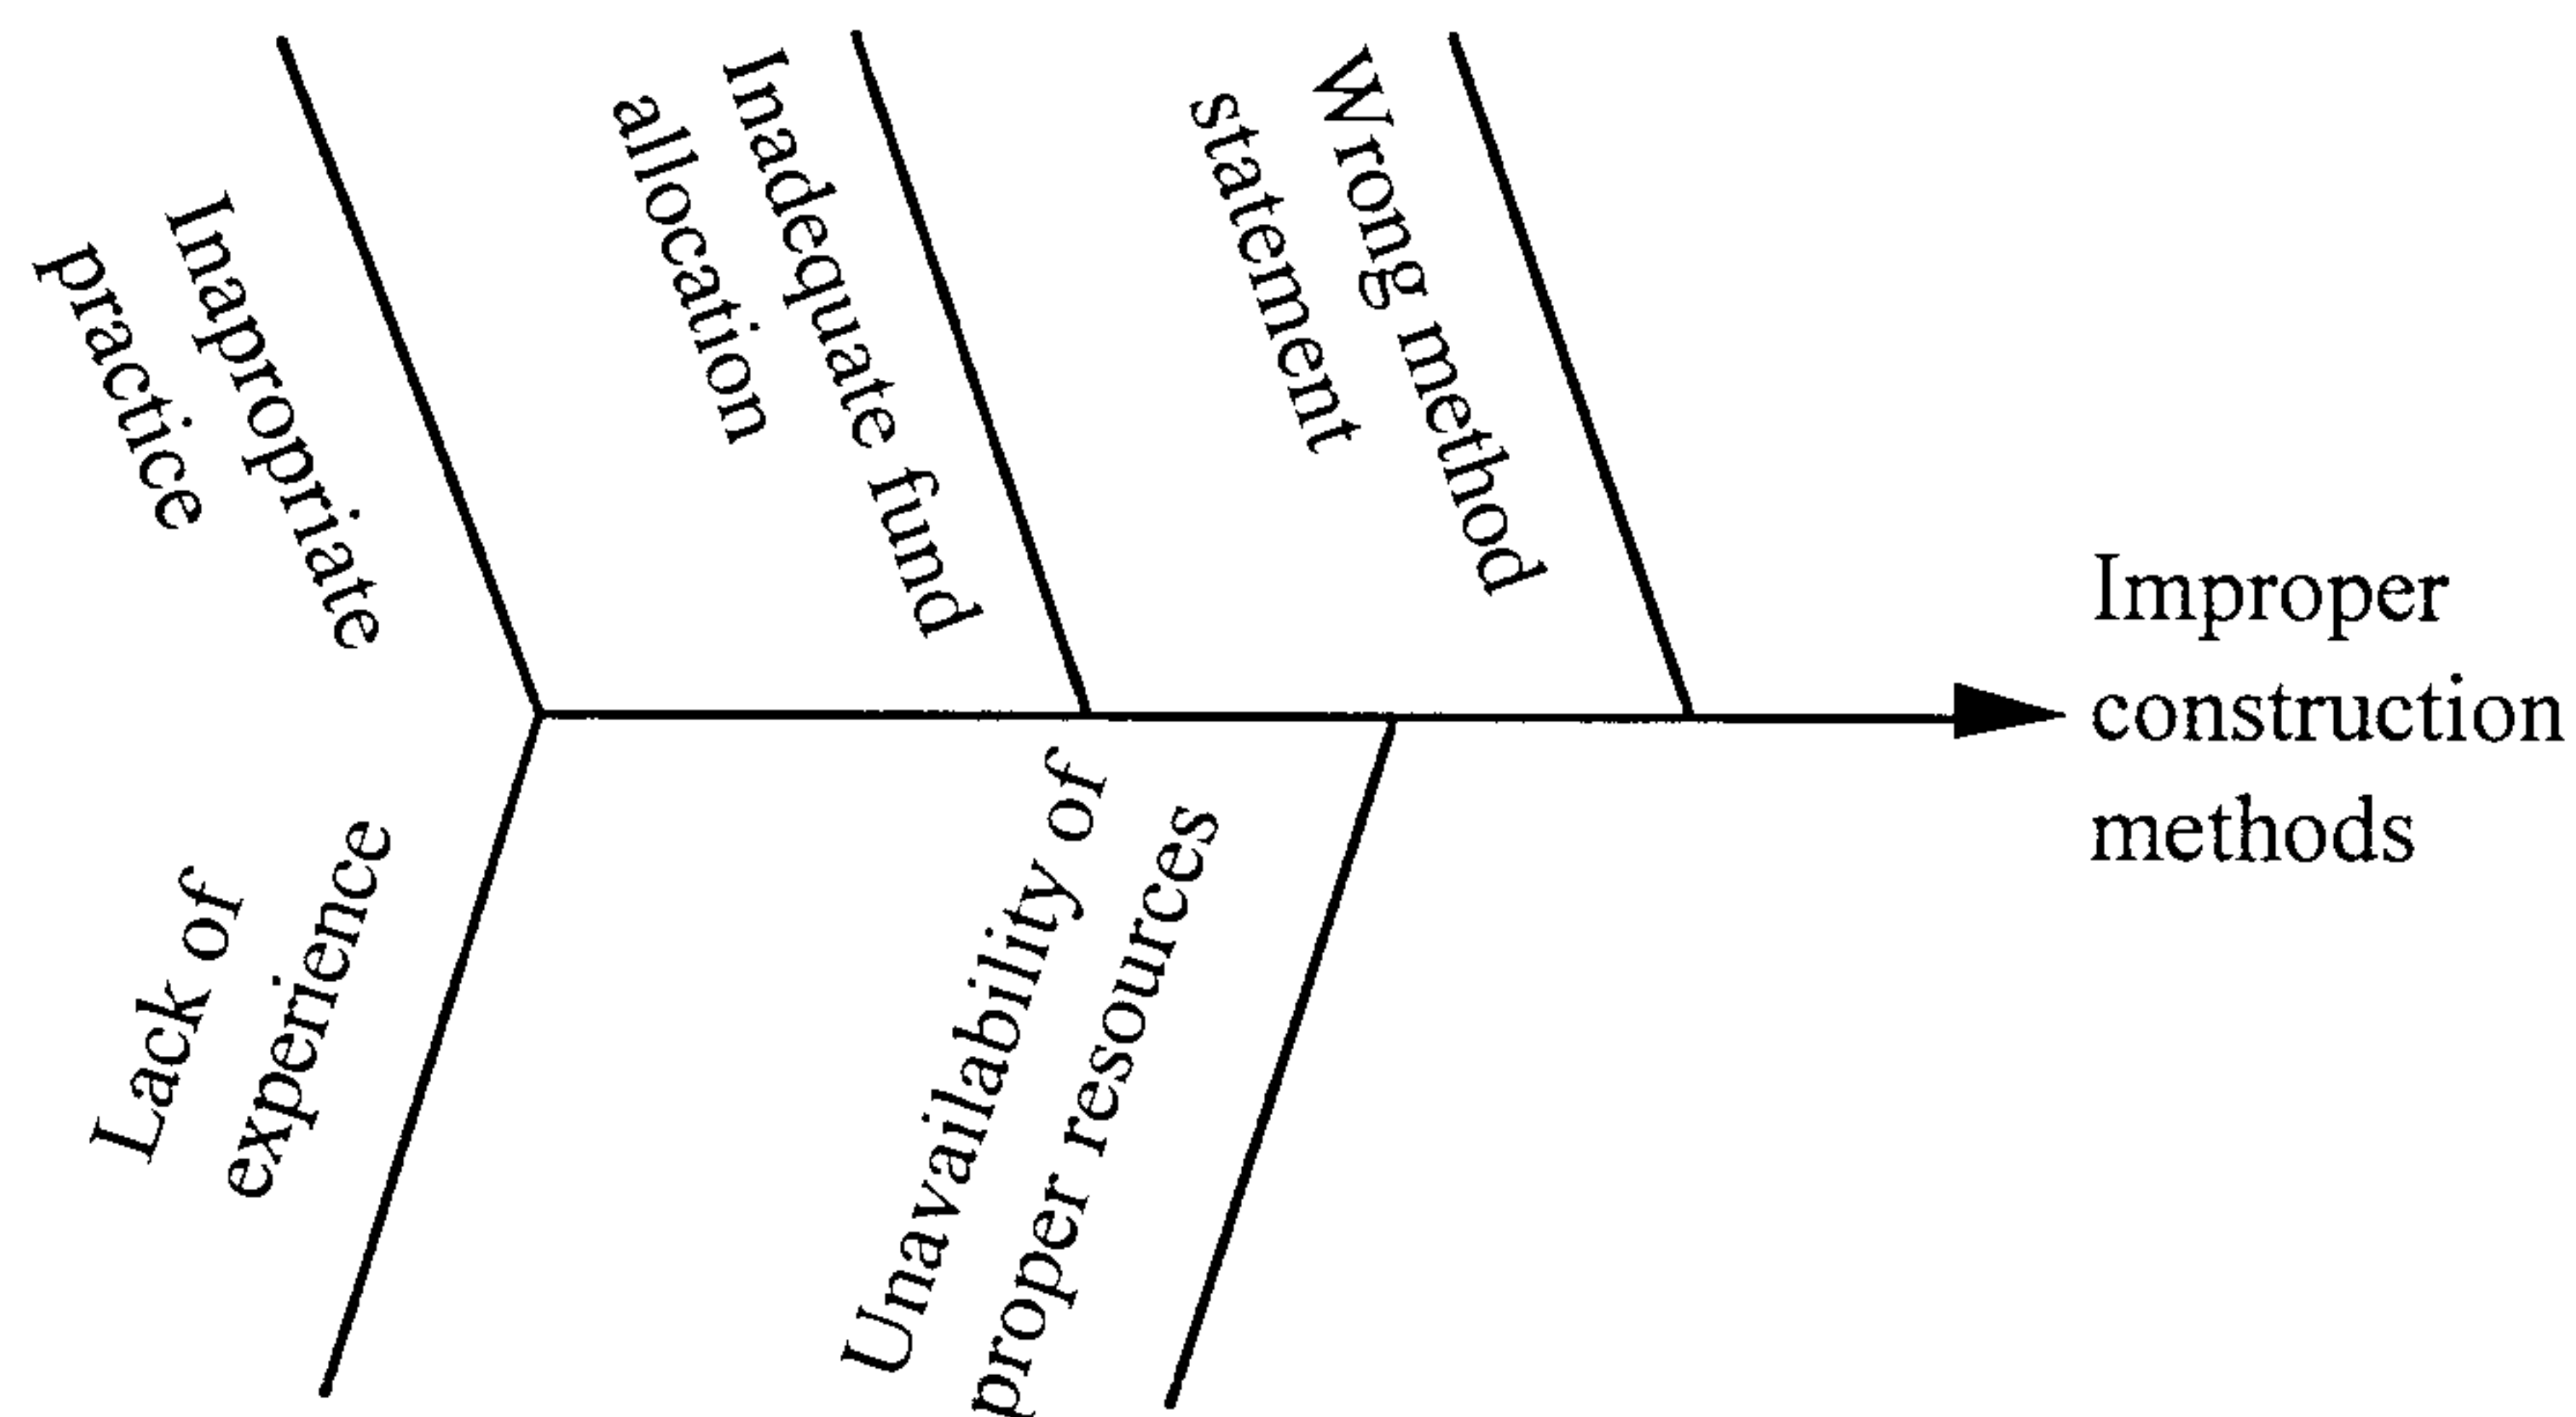 Inapropriate
practice
Inadequate fund
allocation
Wrong method
statement
Improper
construction
methods
Lack of
experience
Unavailability of
proper resources